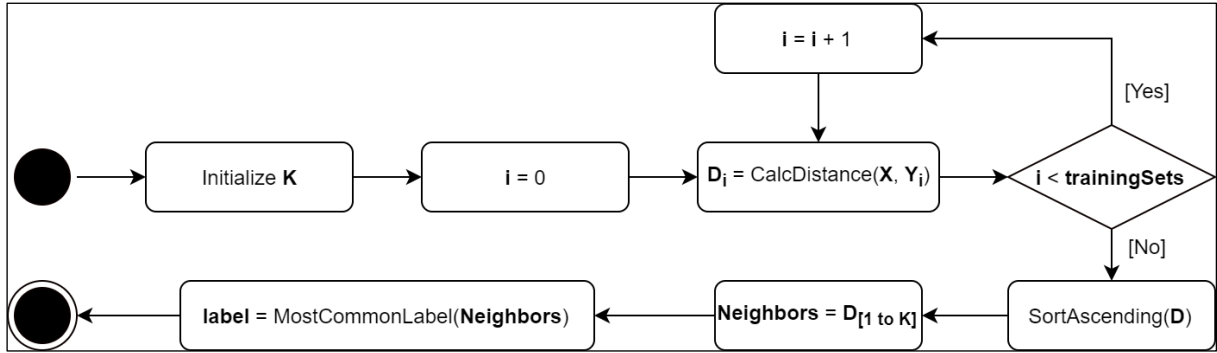 i = i + 1
[Yes]
Initialize K
i = 0
Di = CalcDistance(X, Yi)
i < trainingSets
[No]
label = MostCommonLabel(Neighbors)
Neighbors = D[1 to K]
SortAscending(D)